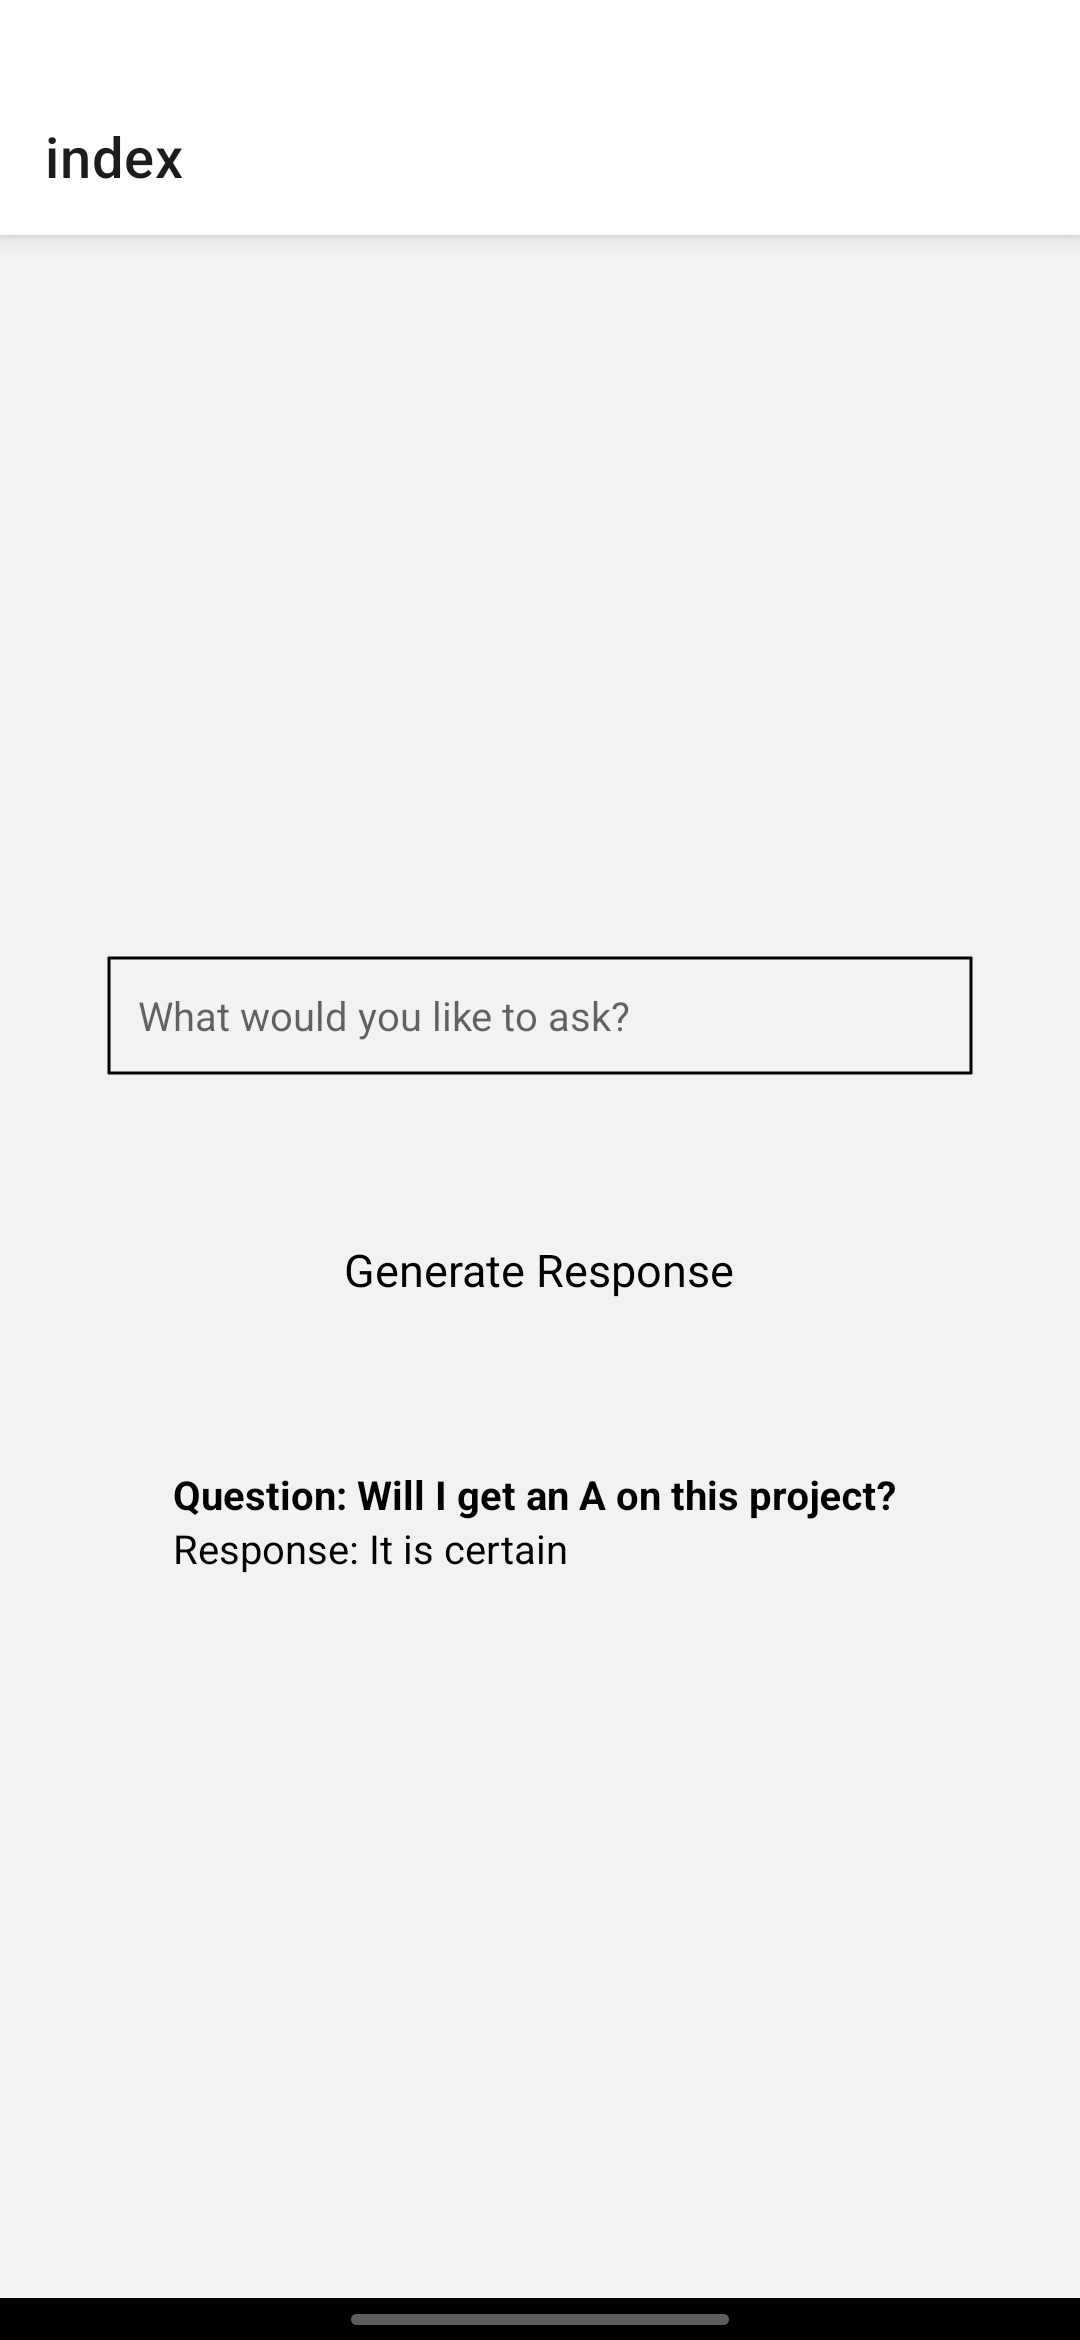 index
What would you like to ask?
Generate Response
Question: Will I get an A on this project?
Response: It is certain